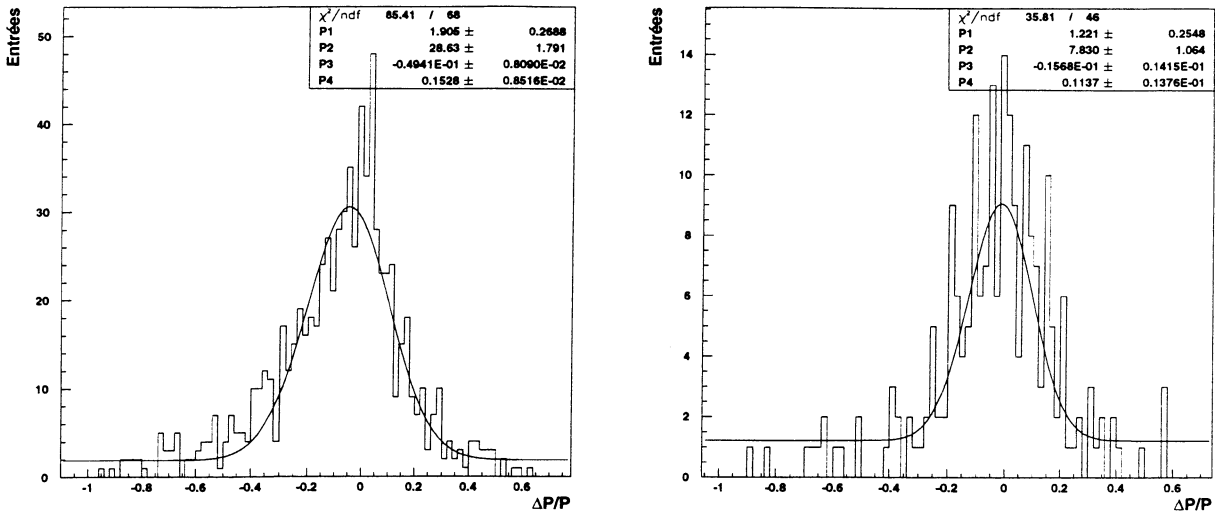 χ²/ndf 85.41 / 68
P1 1.905 ± 0.2688
P2 28.63 ± 1.791
P3 -0.4941E-01 ± 0.8090E-02
P4 0.1528 ± 0.8516E-02
Entrées
50
40
30
20
10
0
-1 -0.8 -0.6 -0.4 -0.2 0 0.2 0.4 0.6
ΔP/P
χ²/ndf 35.81 / 46
P1 1.221 ± 0.2548
P2 7.830 ± 1.064
P3 -0.1568E-01 ± 0.1415E-01
P4 0.1137 ± 0.1376E-01
Entrées
14
12
10
8
6
4
2
0
-1 -0.8 -0.6 -0.4 -0.2 0 0.2 0.4 0.6
ΔP/P